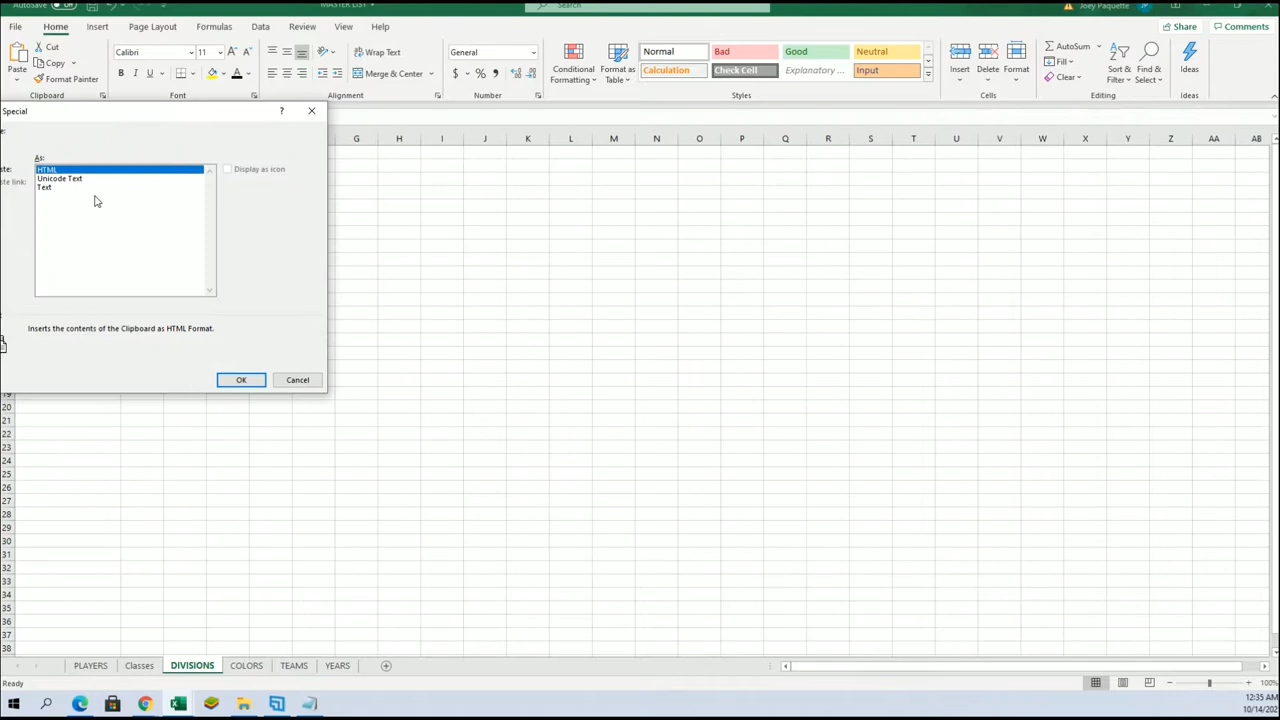 AutoSave Off MASTER LIST Search Joey Paquette JP
File Home Insert Page Layout Formulas Data Review View Help Share Comments
Paste Cut Copy Format Painter Calibri 11 Wrap Text Merge & Center General Conditional Formatting Format as Table Normal Bad Good Neutral Calculation Check Cell Explanatory ... Input Insert Delete Format AutoSum Fill Clear Sort & Filter Find & Select Ideas
Clipboard Font Alignment Number Styles Cells Editing Ideas
Special ?
As:
HTML
Unicode Text
Text
Display as icon
Inserts the contents of the Clipboard as HTML Format.
OK Cancel
G H I J K L M N O P Q R S T U V W X Y Z AA AB
19
20
21
22
23
24
25
26
27
28
29
30
31
32
33
34
35
36
37
38
PLAYERS Classes DIVISIONS COLORS TEAMS YEARS
Ready 100%
12:35 AM
10/14/202